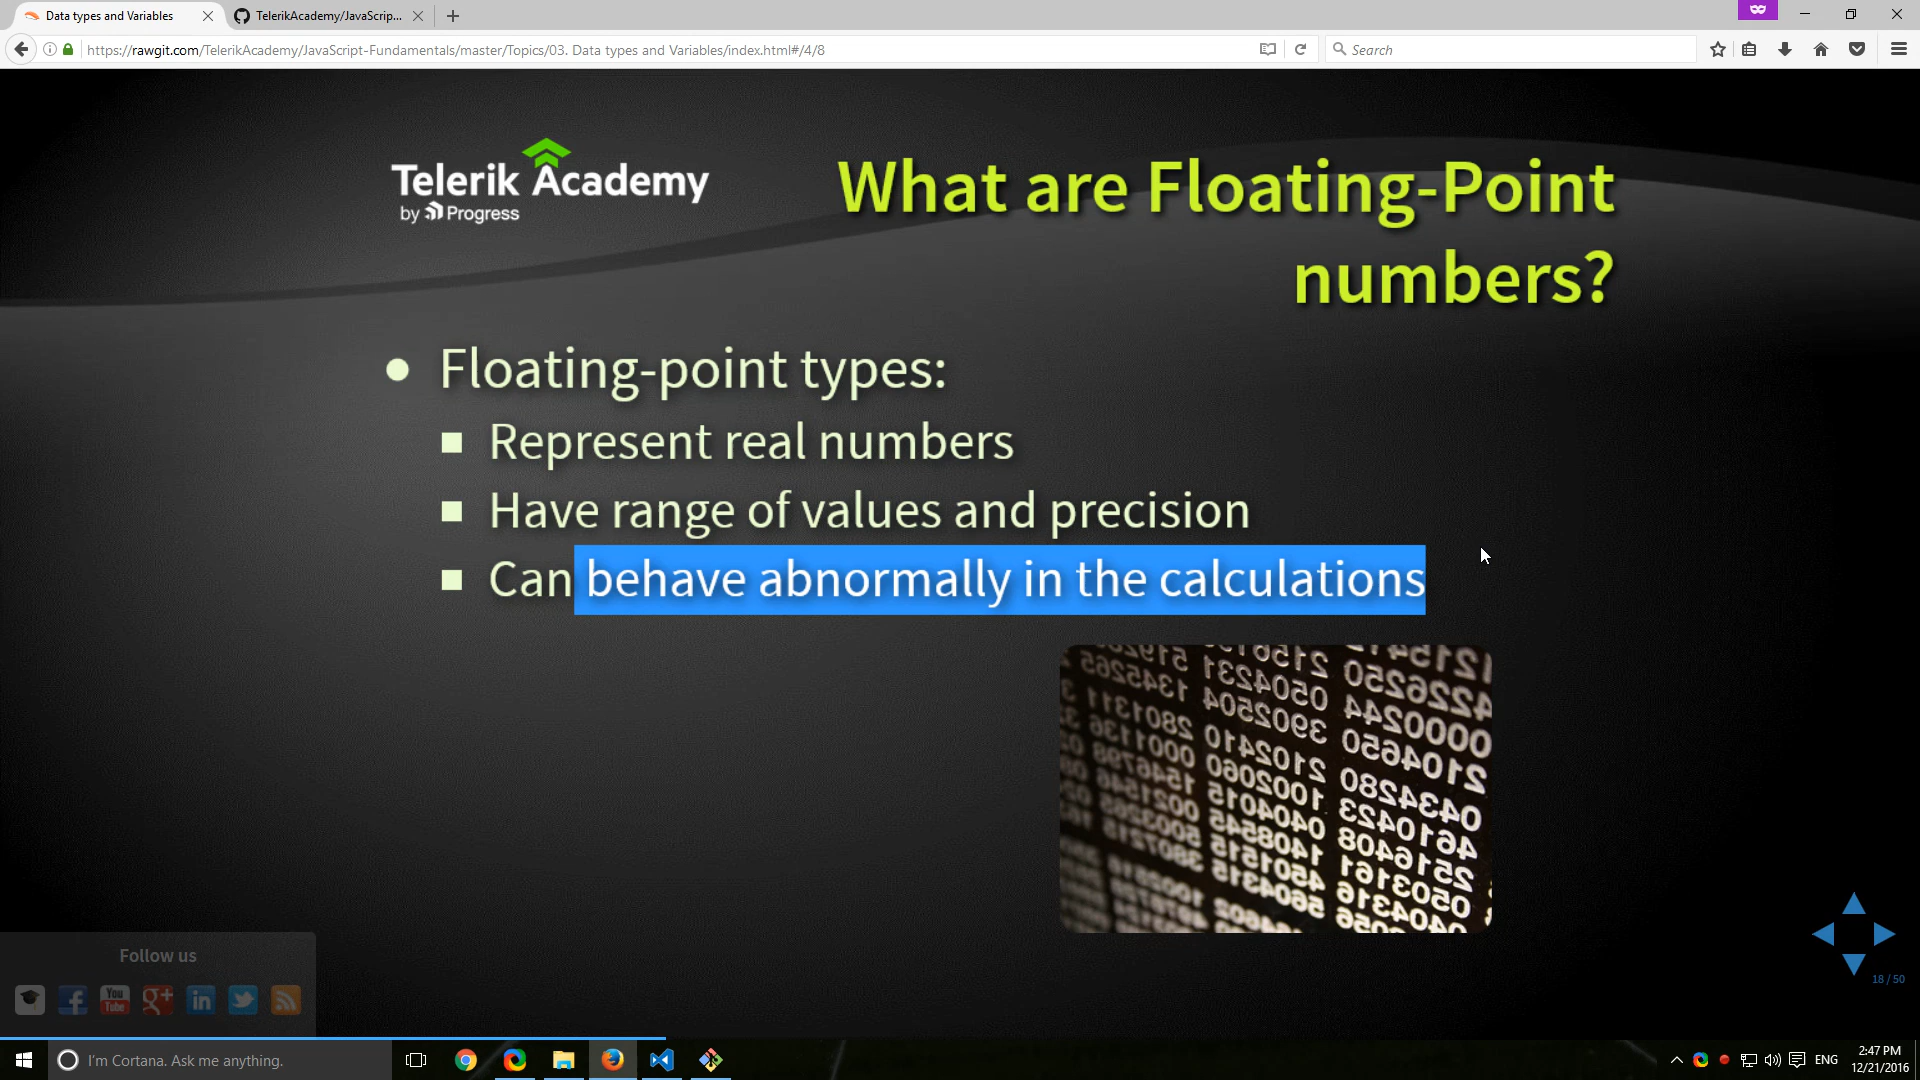 Data types and Variables
TelerikAcademy/JavaScrip...
https://rawgit.com/TelerikAcademy/JavaScript-Fundamentals/master/Topics/03. Data types and Variables/index.html#/4/8
Search
Telerik Academy
by Progress
What are Floating-Point
numbers?
Floating-point types:
Represent real numbers
Have range of values and precision
Can behave abnormally in the calculations
18 / 50
Follow us
You
Tube
g+
in
I'm Cortana. Ask me anything.
ENG
2:47 PM
12/21/2016